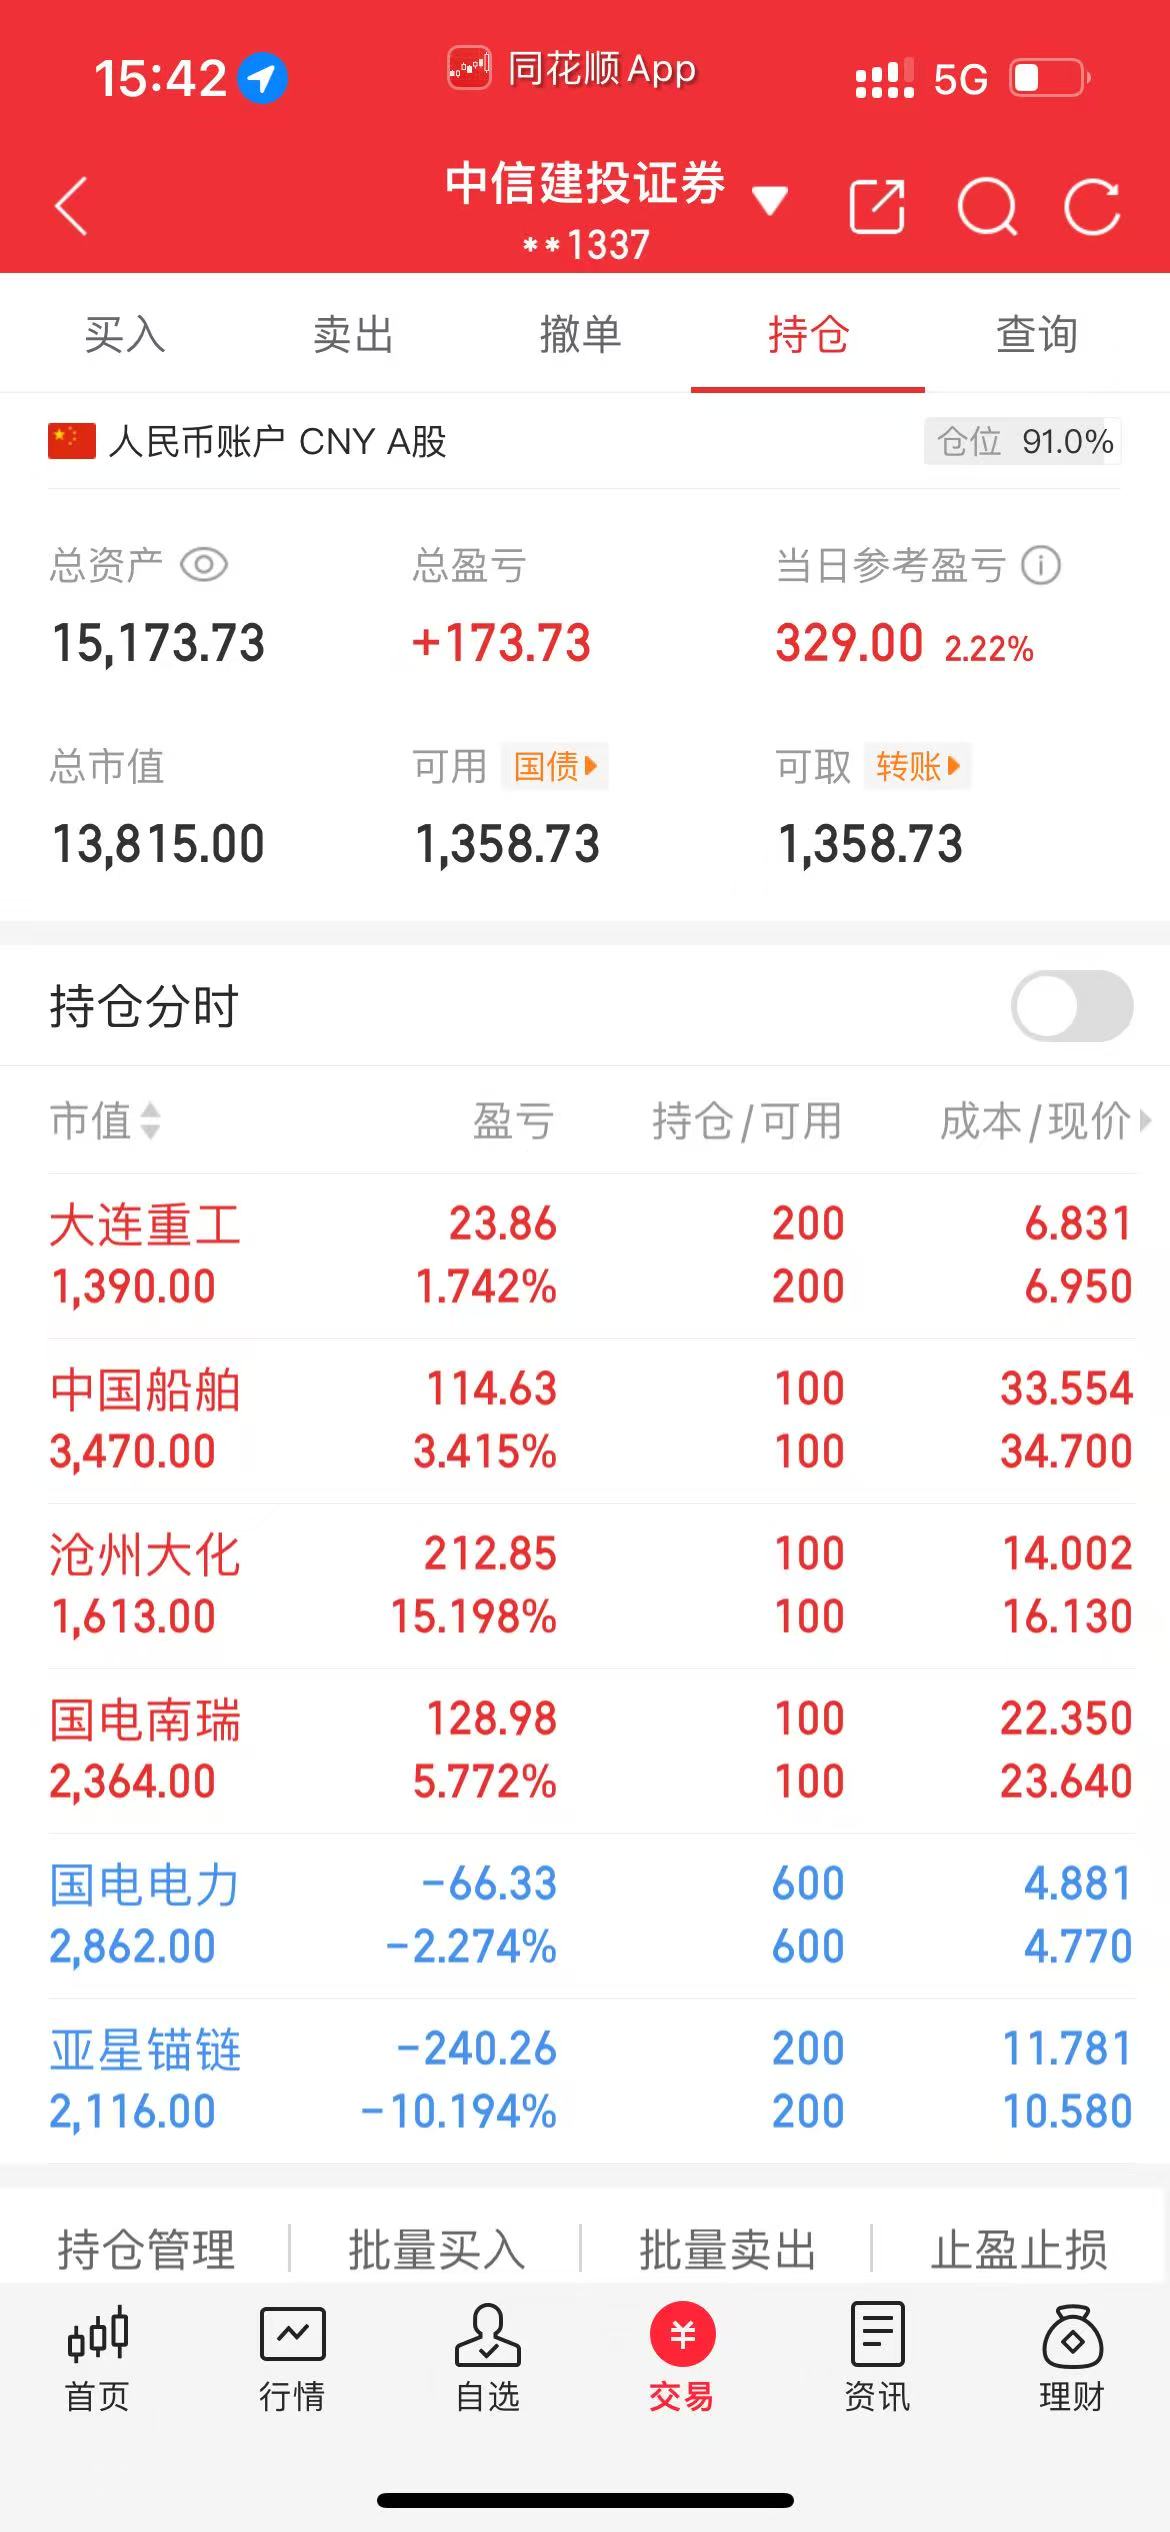 15:42 同花顺App 5G
中信建投证券
**1337
买入 卖出 撤单 持仓 查询
人民币账户 CNY A股 仓位 91.0%
总资产 总盈亏 当日参考盈亏
15,173.73 +173.73 329.00 2.22%
总市值 可用 国债 可取 转账
13,815.00 1,358.73 1,358.73
持仓分时
市值 盈亏 持仓/可用 成本/现价
大连重工 23.86 200 6.831
1,390.00 1.742% 200 6.950
中国船舶 114.63 100 33.554
3,470.00 3.415% 100 34.700
沧州大化 212.85 100 14.002
1,613.00 15.198% 100 16.130
国电南瑞 128.98 100 22.350
2,364.00 5.772% 100 23.640
国电电力 -66.33 600 4.881
2,862.00 -2.274% 600 4.770
亚星锚链 -240.26 200 11.781
2,116.00 -10.194% 200 10.580
持仓管理 批量买入 批量卖出 止盈止损
首页 行情 自选 交易 资讯 理财